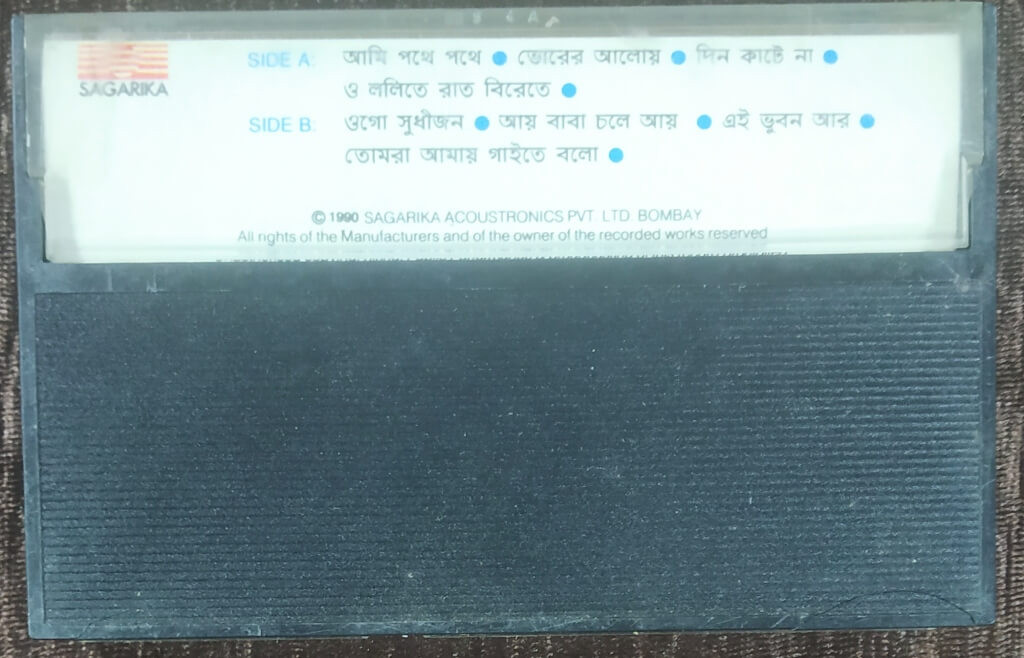 SAGARIKA
SIDE A: আমি পথে পথে ● ভোরের আলোয় ● দিন কাটে না ●
ও ললিতে রাত বিরেতে ●
SIDE B: ওগো সুধীজন ● আয় বাবা চলে আয় ● এই ভুবন আর ●
তোমরা আমায় গাইতে বলো ●
© 1990 SAGARIKA ACOUSTRONICS PVT. LTD. BOMBAY
All rights of the Manufacturers and of the owner of the recorded works reserved